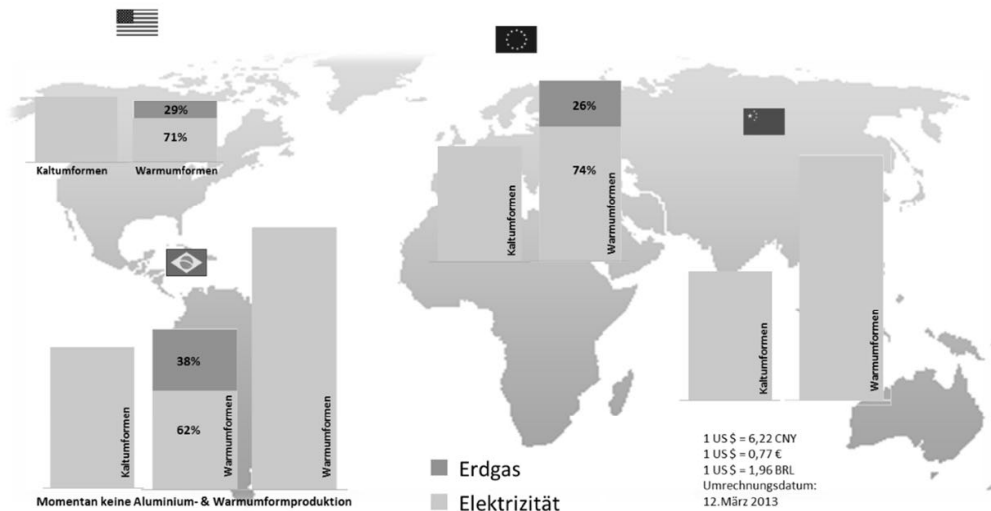 29%
71%
Kaltumformen
Warmumformen
26%
74%
Kaltumformen
Warmumformen
Kaltumformen
Warmumformen
38%
62%
Kaltumformen
Warmumformen
Warmumformen
Momentan keine Aluminium- & Warmumformproduktion
Erdgas
Elektrizität
1 US $ = 6,22 CNY
1 US $ = 0,77 €
1 US $ = 1,96 BRL
Umrechnungsdatum:
12.März 2013